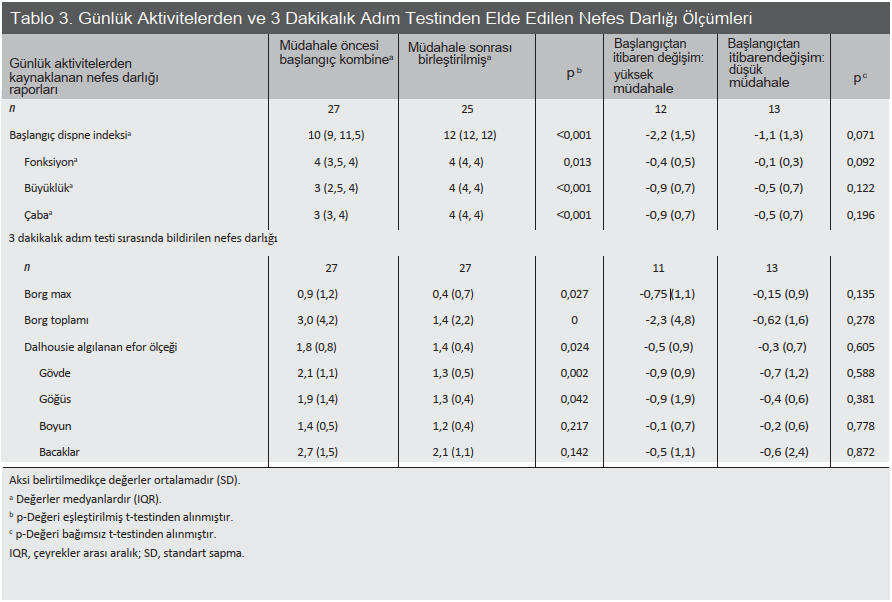 Tablo 3. Günlük Aktivitelerden ve 3 Dakikalık Adım Testinden Elde Edilen Nefes Darlığı Ölçümleri
Günlük aktivitelerden kaynaklanan nefes darlığı raporları | Müdahale öncesi başlangıç kombineᵃ | Müdahale sonrası birleştirilmişᵃ | p ᵇ | Başlangıçtan itibaren değişim: yüksek müdahale | Başlangıçtan itibarendeğişim: düşük müdahale | pᶜ
n 27 25 12 13
Başlangıç dispne indeksiᵃ 10 (9, 11,5) 12 (12, 12) <0,001 -2,2 (1,5) -1,1 (1,3) 0,071
Fonksiyonᵃ 4 (3,5, 4) 4 (4, 4) 0,013 -0,4 (0,5) -0,1 (0,3) 0,092
Büyüklükᵃ 3 (2,5, 4) 4 (4, 4) <0,001 -0,9 (0,7) -0,5 (0,7) 0,122
Çabaᵃ 3 (3, 4) 4 (4, 4) <0,001 -0,9 (0,7) -0,5 (0,7) 0,196
3 dakikalık adım testi sırasında bildirilen nefes darlığı
n 27 27 11 13
Borg max 0,9 (1,2) 0,4 (0,7) 0,027 -0,75 (1,1) -0,15 (0,9) 0,135
Borg toplamı 3,0 (4,2) 1,4 (2,2) 0 -2,3 (4,8) -0,62 (1,6) 0,278
Dalhousie algılanan efor ölçeği 1,8 (0,8) 1,4 (0,4) 0,024 -0,5 (0,9) -0,3 (0,7) 0,605
Gövde 2,1 (1,1) 1,3 (0,5) 0,002 -0,9 (0,9) -0,7 (1,2) 0,588
Göğüs 1,9 (1,4) 1,3 (0,4) 0,042 -0,9 (1,9) -0,4 (0,6) 0,381
Boyun 1,4 (0,5) 1,2 (0,4) 0,217 -0,1 (0,7) -0,2 (0,6) 0,778
Bacaklar 2,7 (1,5) 2,1 (1,1) 0,142 -0,5 (1,1) -0,6 (2,4) 0,872
Aksi belirtilmedikçe değerler ortalamadır (SD).
ᵃ Değerler medyanlardır (IQR).
ᵇ p-Değeri eşleştirilmiş t-testinden alınmıştır.
ᶜ p-Değeri bağımsız t-testinden alınmıştır.
IQR, çeyrekler arası aralık; SD, standart sapma.